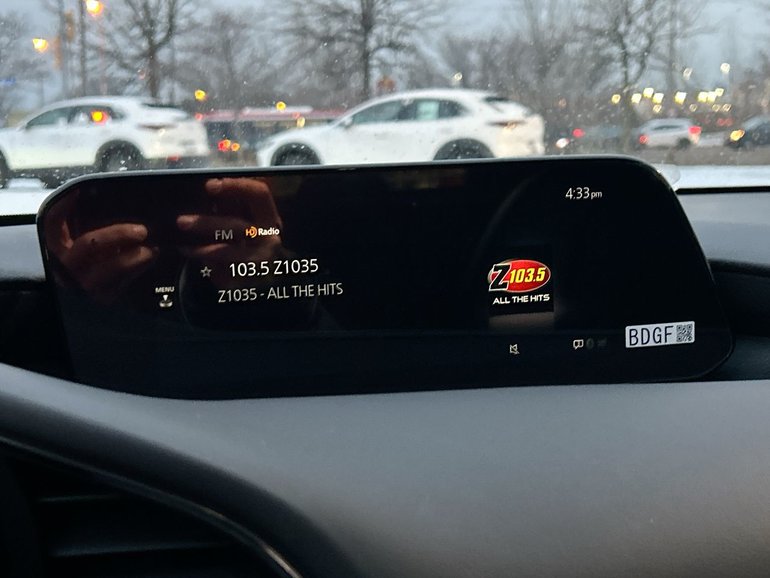 4:33 pm
FM HD Radio
103.5 Z1035
Z1035 - ALL THE HITS
MENU
Z103.5
ALL THE HITS
BDGF